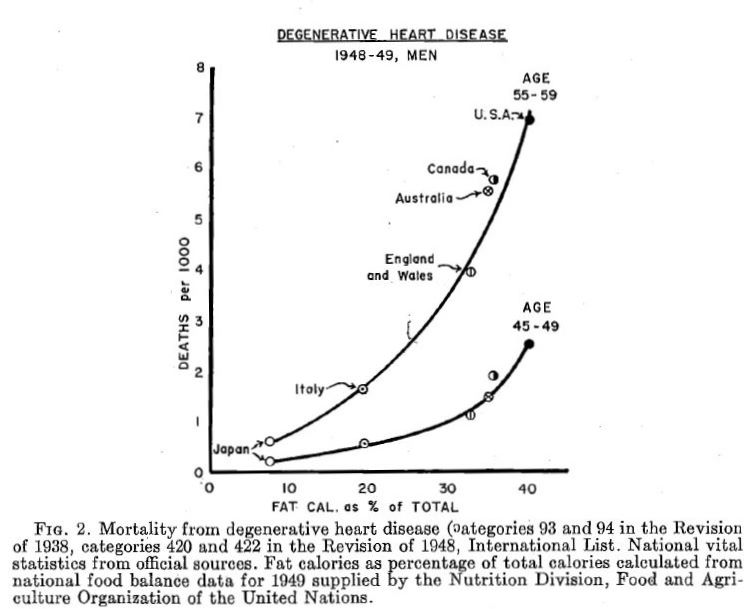 DEGENERATIVE HEART DISEASE
1948-49, MEN
8
7
6
5
4
3
2
1
0
DEATHS per 1000
AGE
55-59
U.S.A.
Canada
Australia
England
and Wales
AGE
45-49
Italy
Japan
0
10
20
30
40
FAT CAL. as % of TOTAL
FIG. 2. Mortality from degenerative heart disease (categories 93 and 94 in the Revision
of 1938, categories 420 and 422 in the Revision of 1948, International List. National vital
statistics from official sources. Fat calories as percentage of total calories calculated from
national food balance data for 1949 supplied by the Nutrition Division, Food and Agri-
culture Organization of the United Nations.